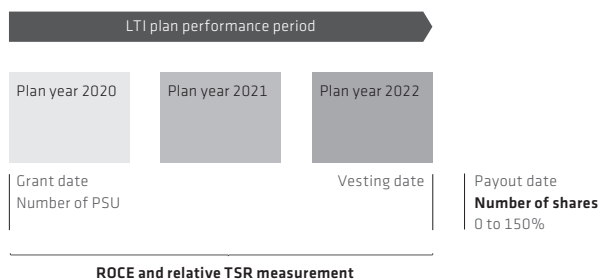 LTI plan performance period
Plan year 2020
Plan year 2021
Plan year 2022
Grant date
Number of PSU
Vesting date
Payout date
Number of shares
0 to 150%
ROCE and relative TSR measurement